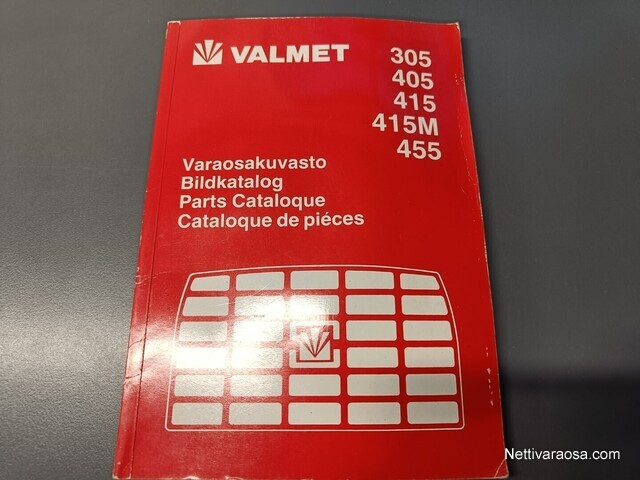 VALMET
305
405
415
415M
455
Varaosakuvasto
Bildkatalog
Parts Cataloque
Cataloque de piéces
Nettivaraosa.com